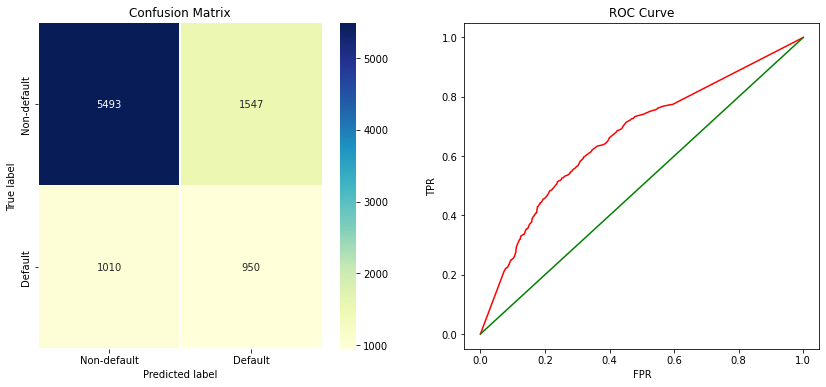 Confusion Matrix
Non-default
Default
True label
5493
1547
1010
950
Non-default
Default
Predicted label
5000
4000
3000
2000
1000
ROC Curve
TPR
1.0
0.8
0.6
0.4
0.2
0.0
0.0
0.2
0.4
0.6
0.8
1.0
FPR